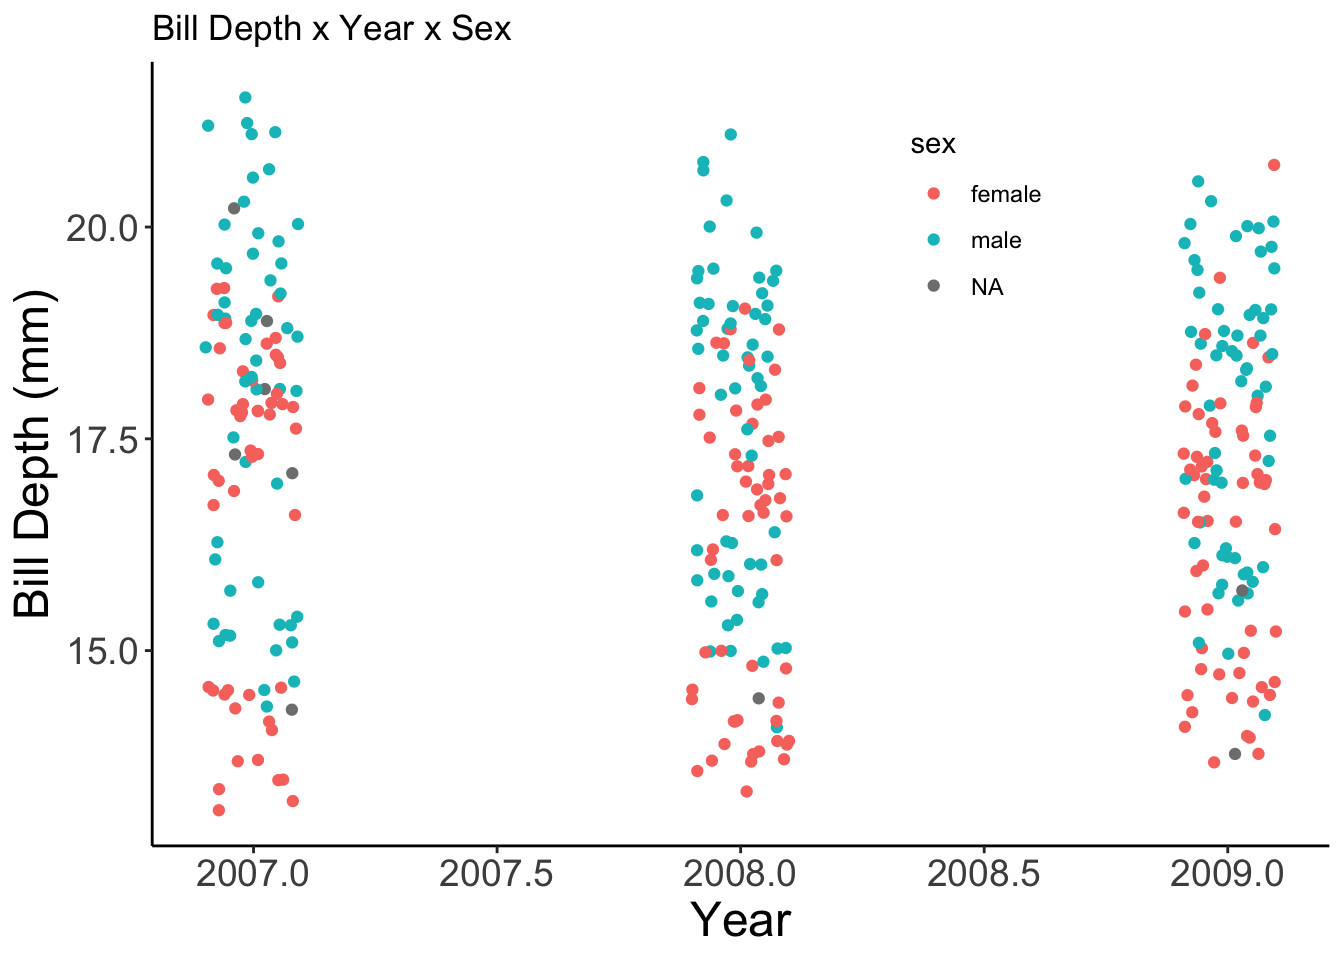 Bill Depth x Year x Sex
Bill Depth (mm)
20.0
17.5
15.0
sex
female
male
NA
2007.0 2007.5 2008.0 2008.5 2009.0
Year